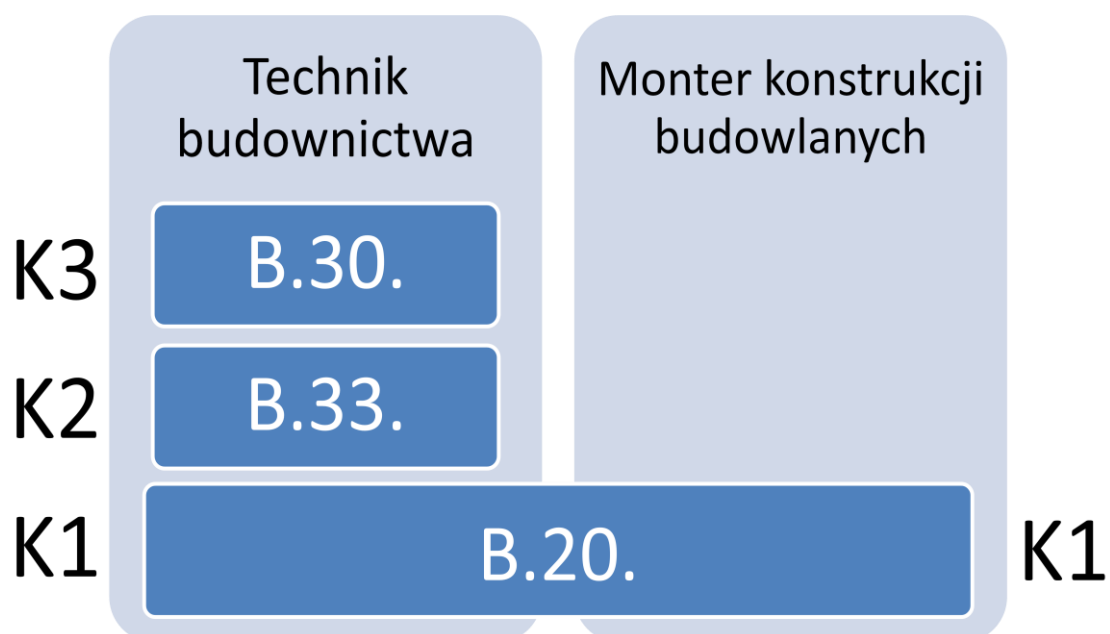 Technik
budownictwa
Monter konstrukcji
budowlanych
K3
B.30.
K2
B.33.
K1
B.20.
K1